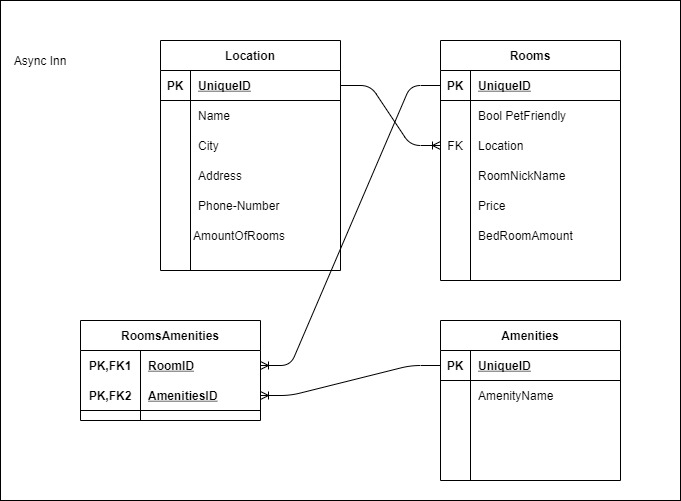 Async Inn
Location
PK UniqueID
Name
City
Address
Phone-Number
AmountOfRooms
Rooms
PK UniqueID
Bool PetFriendly
FK Location
RoomNickName
Price
BedRoomAmount
RoomsAmenities
PK,FK1 RoomID
PK,FK2 AmenitiesID
Amenities
PK UniqueID
AmenityName